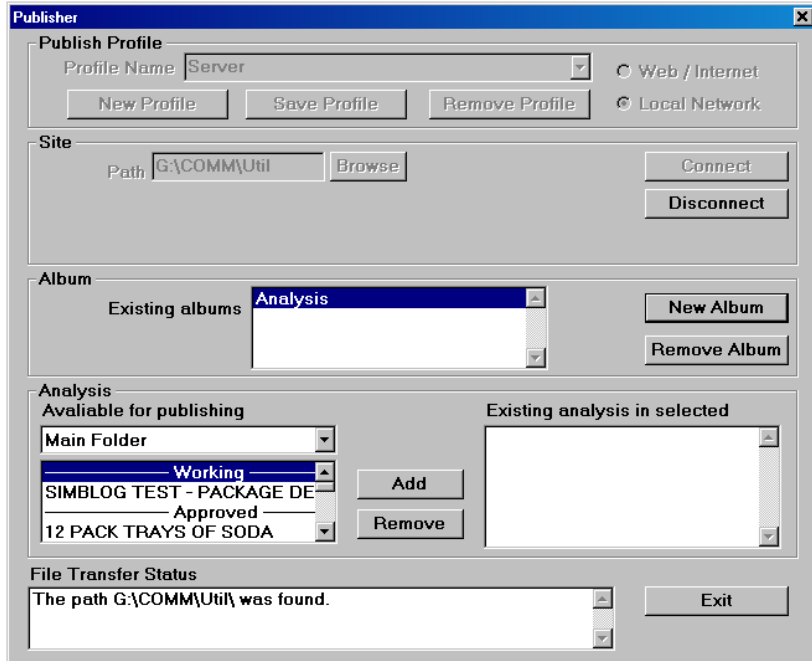 Publisher
Publish Profile
Profile Name Server
Web / Internet
New Profile Save Profile Remove Profile Local Network
Site
Path G:\COMM\Util Browse Connect
Disconnect
Album
Existing albums Analysis
New Album
Remove Album
Analysis
Avaliable for publishing Existing analysis in selected
Main Folder
Working
SIMBLOG TEST - PACKAGE DE
Approved
12 PACK TRAYS OF SODA
Add
Remove
File Transfer Status
The path G:\COMM\Util\ was found.
Exit